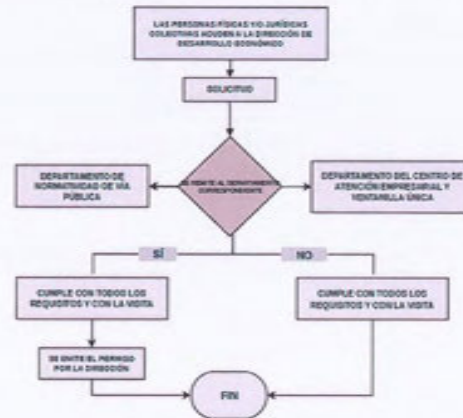 LAS PERSONAS FÍSICAS Y/O JURÍDICAS
COLECTIVAS ACUDEN A LA DIRECCIÓN DE
DESARROLLO ECONÓMICO
SOLICITUD
SE REMITE AL DEPARTAMENTO
CORRESPONDIENTE
DEPARTAMENTO DE
NORMATIVIDAD DE VÍA
PÚBLICA
DEPARTAMENTO DEL CENTRO DE
ATENCIÓN EMPRESARIAL Y
VENTANILLA ÚNICA
SÍ
NO
CUMPLE CON TODOS LOS
REQUISITOS Y CON LA VISITA
CUMPLE CON TODOS LOS
REQUISITOS Y CON LA VISITA
SE EMITE EL PERMISO
POR LA DIRECCIÓN
FIN